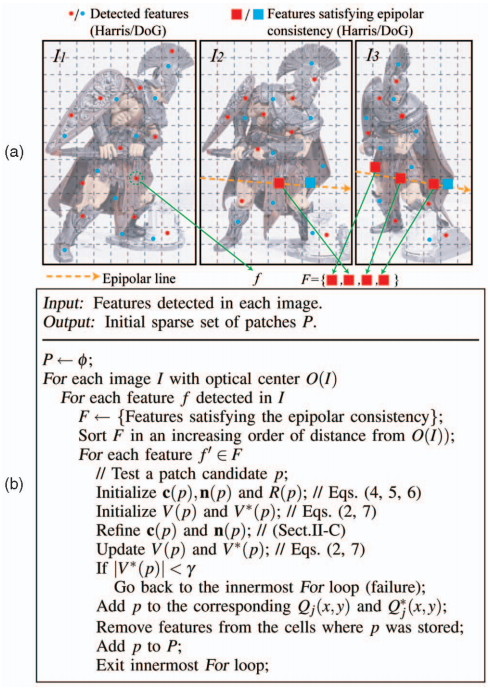 •/• Detected features (Harris/DoG)
■/■ Features satisfying epipolar consistency (Harris/DoG)
I1 I2 I3
(a)
Epipolar line f F={■,■,■,■ }
Input: Features detected in each image.
Output: Initial sparse set of patches P.
P ← ϕ;
For each image I with optical center O(I)
For each feature f detected in I
F ← {Features satisfying the epipolar consistency};
Sort F in an increasing order of distance from O(I));
For each feature f′ ∈ F
// Test a patch candidate p;
Initialize c(p),n(p) and R(p); // Eqs. (4, 5, 6)
Initialize V(p) and V*(p); // Eqs. (2, 7)
Refine c(p) and n(p); // (Sect.II-C)
Update V(p) and V*(p); // Eqs. (2, 7)
If |V*(p)| < γ
Go back to the innermost For loop (failure);
Add p to the corresponding Qj(x,y) and Q*j(x,y);
Remove features from the cells where p was stored;
Add p to P;
Exit innermost For loop;
(b)